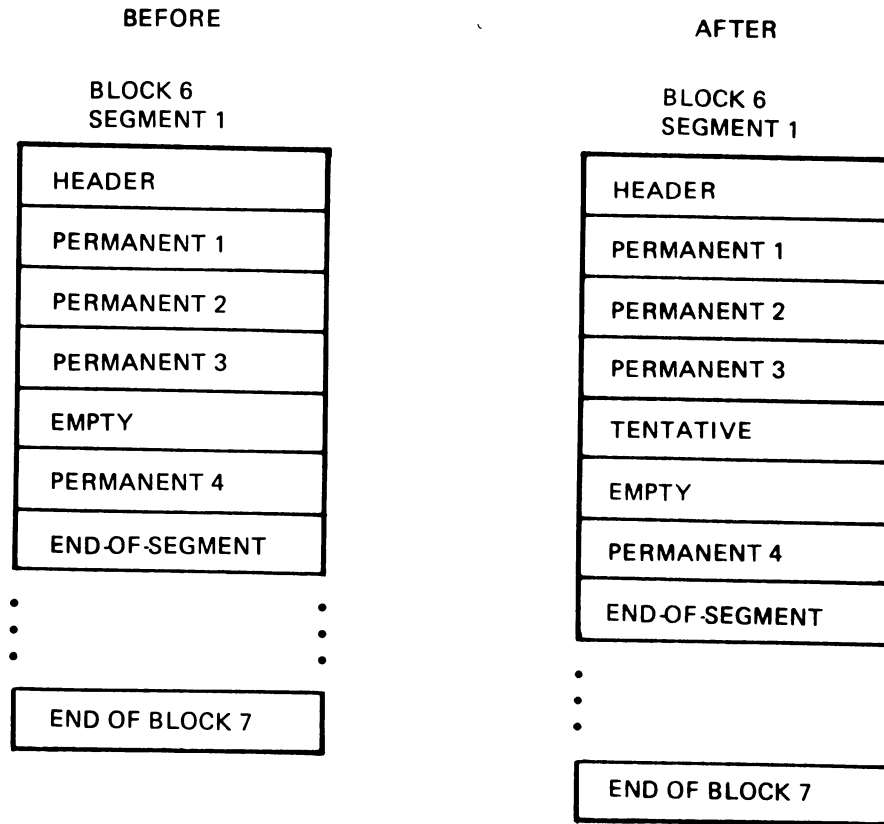 BEFORE
BLOCK 6
SEGMENT 1
HEADER
PERMANENT 1
PERMANENT 2
PERMANENT 3
EMPTY
PERMANENT 4
END-OF-SEGMENT
END OF BLOCK 7
AFTER
BLOCK 6
SEGMENT 1
HEADER
PERMANENT 1
PERMANENT 2
PERMANENT 3
TENTATIVE
EMPTY
PERMANENT 4
END-OF-SEGMENT
END OF BLOCK 7